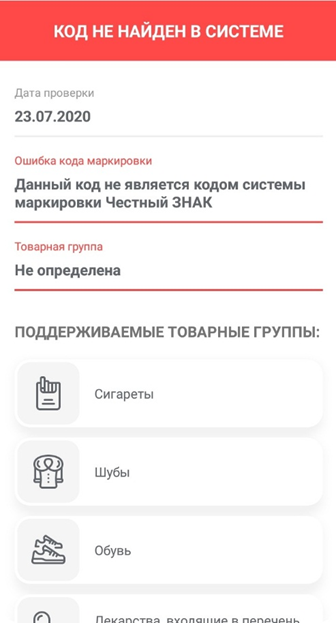 КОД НЕ НАЙДЕН В СИСТЕМЕ
Дата проверки
23.07.2020
Ошибка кода маркировки
Данный код не является кодом системы
маркировки Честный ЗНАК
Товарная группа
Не определена
ПОДДЕРЖИВАЕМЫЕ ТОВАРНЫЕ ГРУППЫ:
Сигареты
Шубы
Обувь
Лекарства, входящие в перечень